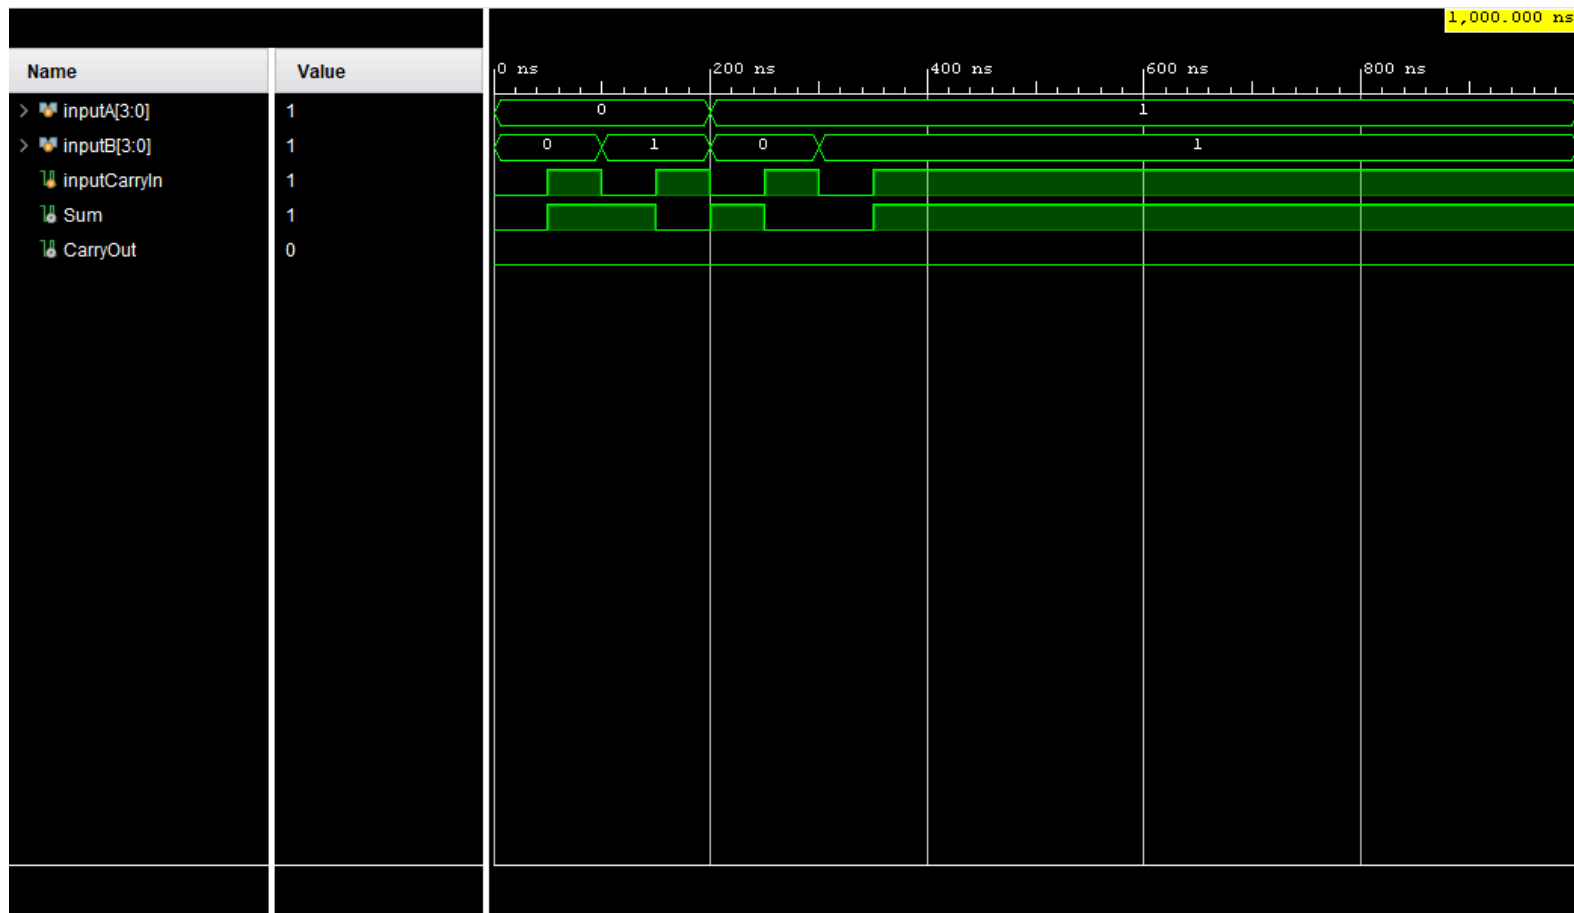 1,000.000 ns
Name Value 0 ns 200 ns 400 ns 600 ns 800 ns
inputA[3:0] 1 0 1
inputB[3:0] 1 0 1 0 1
inputCarryIn 1
Sum 1
CarryOut 0